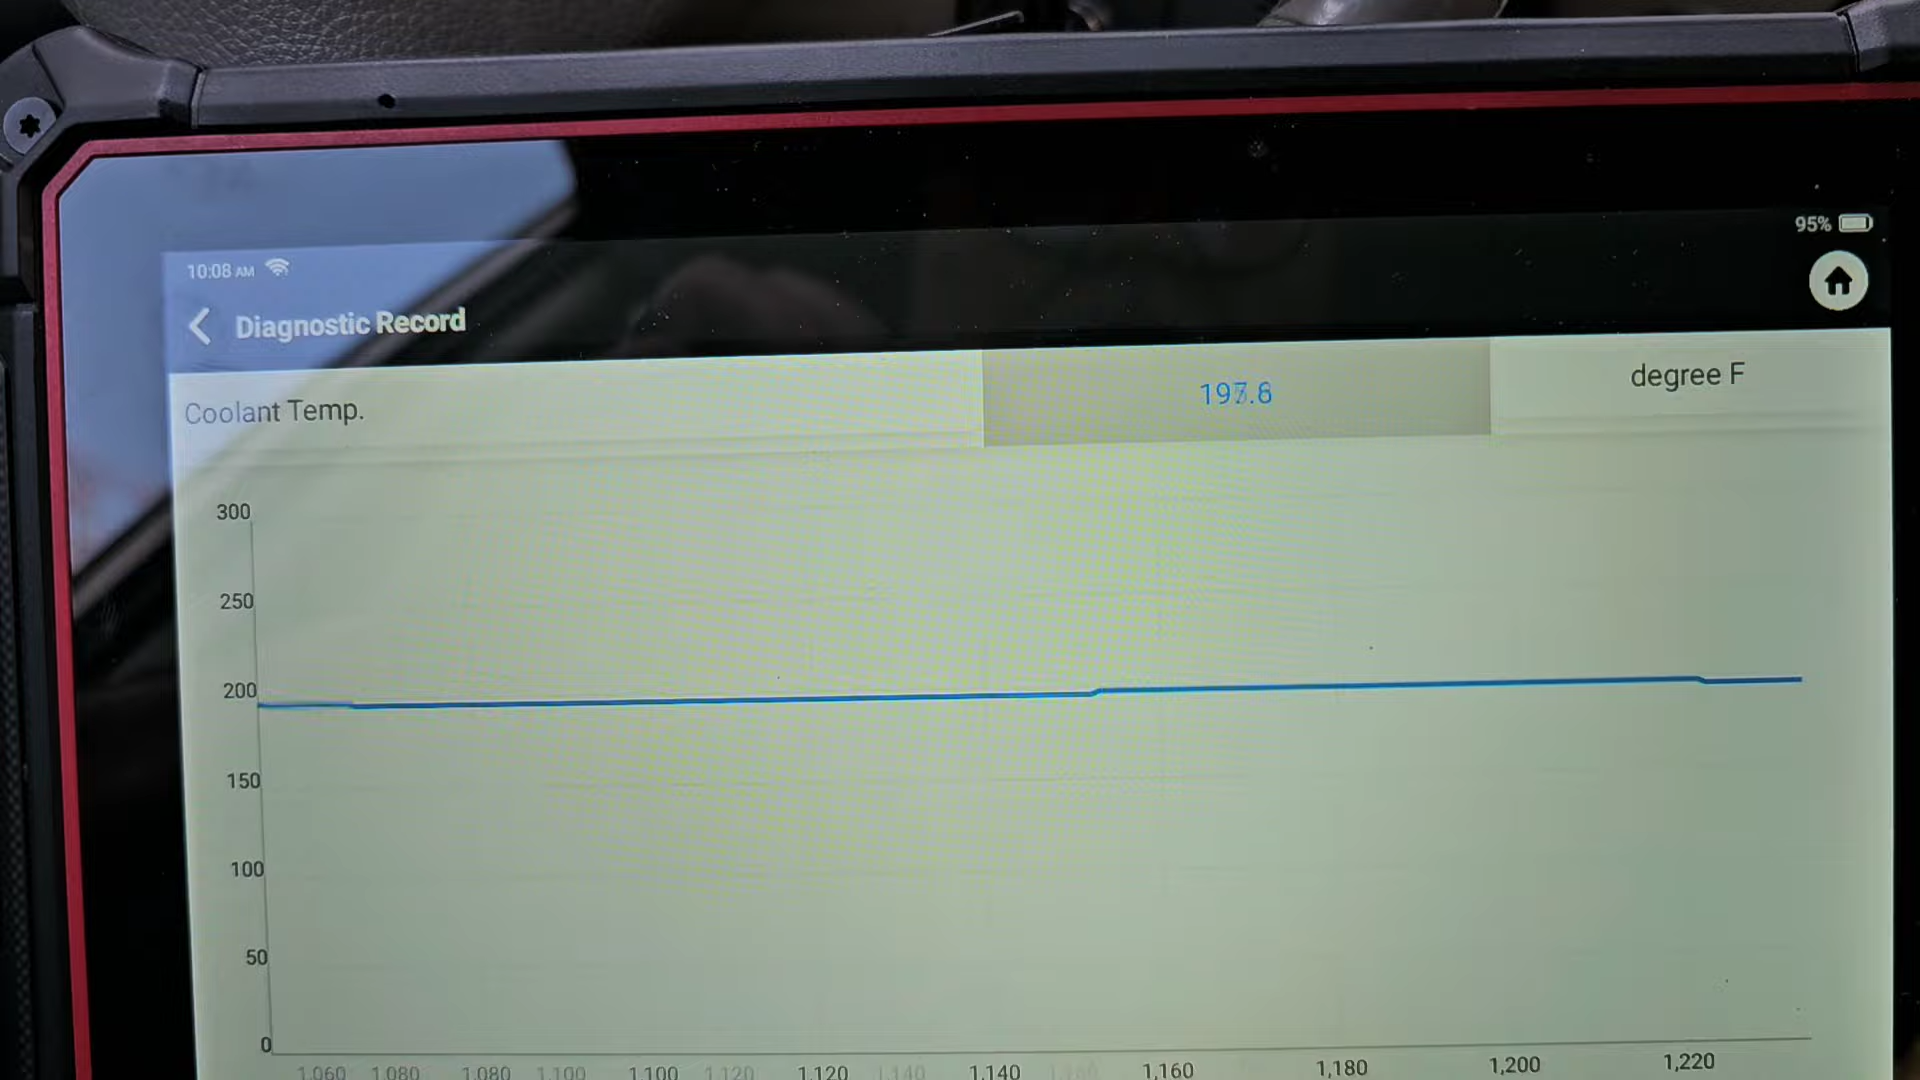 95%
10:08 AM
Diagnostic Record
Coolant Temp.
degree F
300
250
200
150
100
50
0
1,060 1,080 1,080 1,100 1,100 1,120 1,120 1,140 1,140 1,160 1,180 1,200 1,220